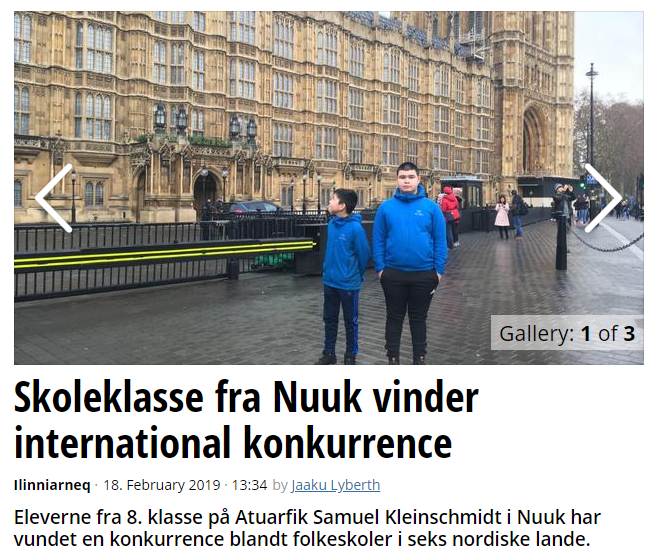 Gallery: 1 of 3
Skoleklasse fra Nuuk vinder
international konkurrence
Ilinniarneq · 18. February 2019 · 13:34 by Jaaku Lyberth
Eleverne fra 8. klasse på Atuarfik Samuel Kleinschmidt i Nuuk har
vundet en konkurrence blandt folkeskoler i seks nordiske lande.